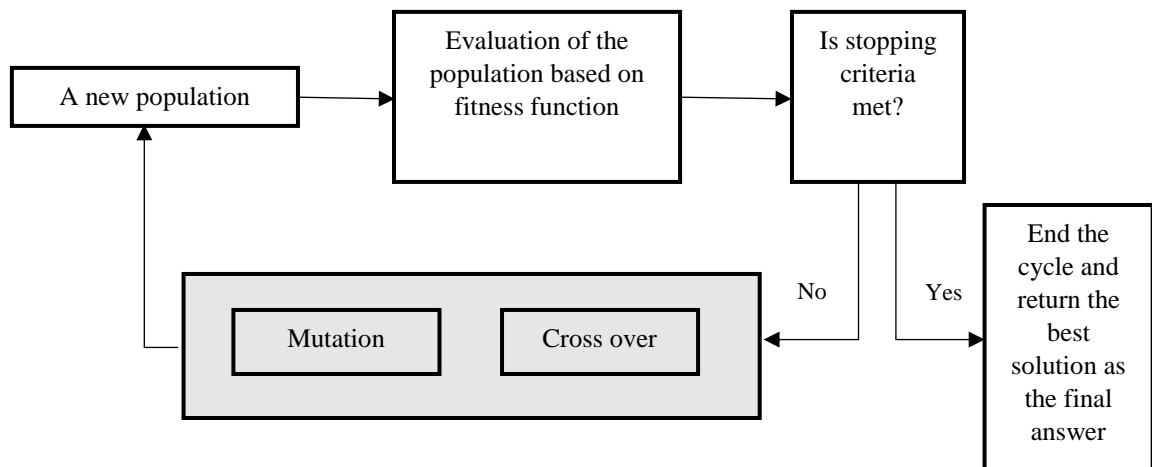 A new population
Evaluation of the
population based on
fitness function
Is stopping
criteria
met?
No
Yes
Mutation
Cross over
End the
cycle and
return the
best
solution as
the final
answer